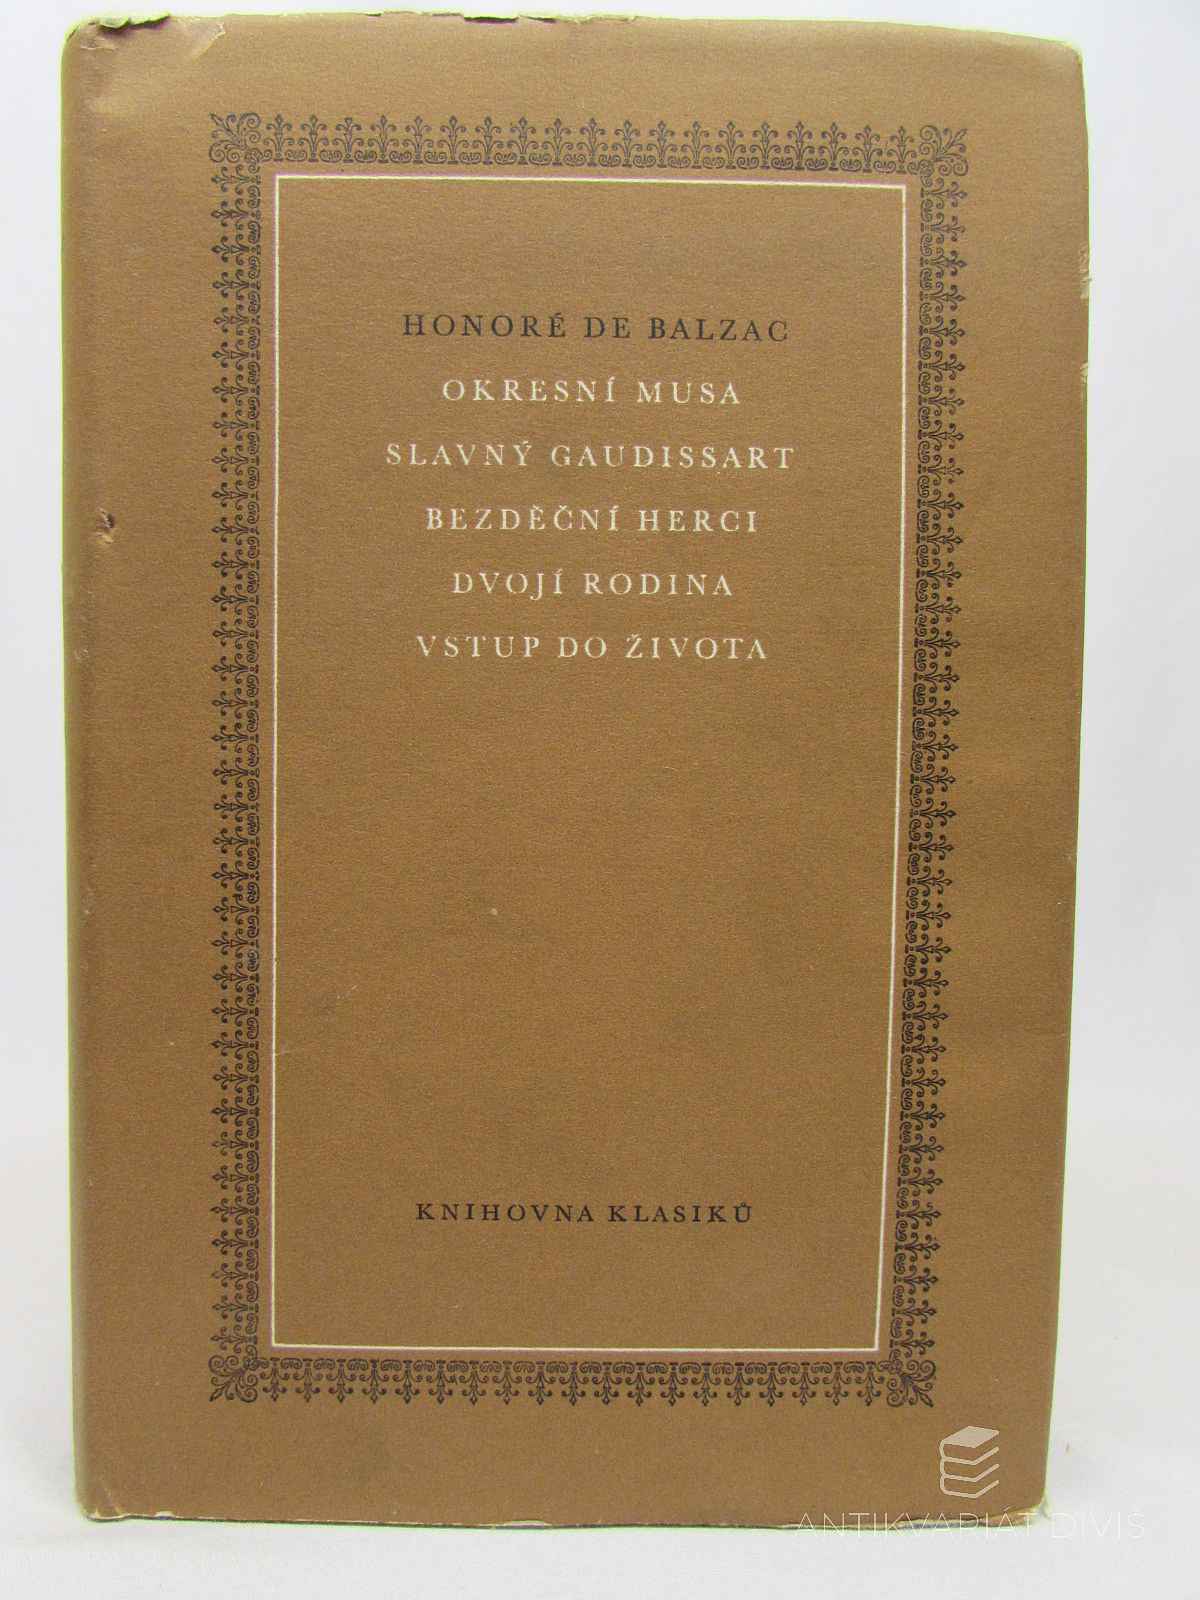 HONORÉ DE BALZAC
OKRESNÍ MUSA
SLAVNÝ GAUDISSART
BEZDĚČNÍ HERCI
DVOJÍ RODINA
VSTUP DO ŽIVOTA
KNIHOVNA KLASIKŮ
ANTIKVARIÁT DIVIŠ